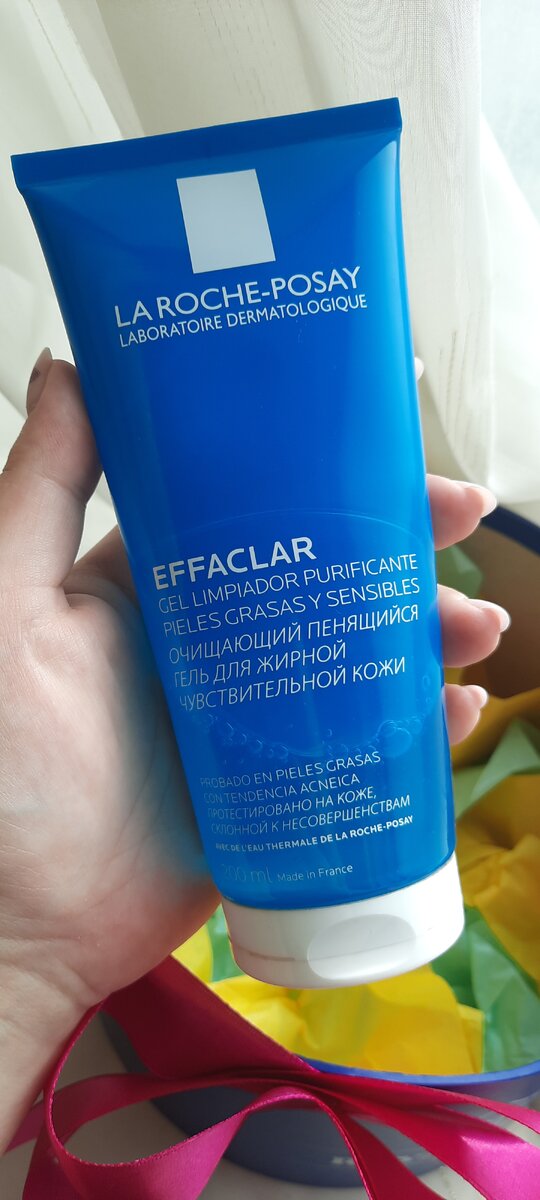 LA ROCHE-POSAY
LABORATOIRE DERMATOLOGIQUE
EFFACLAR
GEL LIMPIADOR PURIFICANTE
PIELES GRASAS Y SENSIBLES
ОЧИЩАЮЩИЙ ПЕНЯЩИЙСЯ
ГЕЛЬ ДЛЯ ЖИРНОЙ
ЧУВСТВИТЕЛЬНОЙ КОЖИ
PROBADO EN PIELES GRASAS
CON TENDENCIA ACNEICA
ПРОТЕСТИРОВАНО НА КОЖЕ,
СКЛОННОЙ К НЕСОВЕРШЕНСТВАМ
AVEC DE L'EAU THERMALE DE LA ROCHE-POSAY
200 ml Made in France